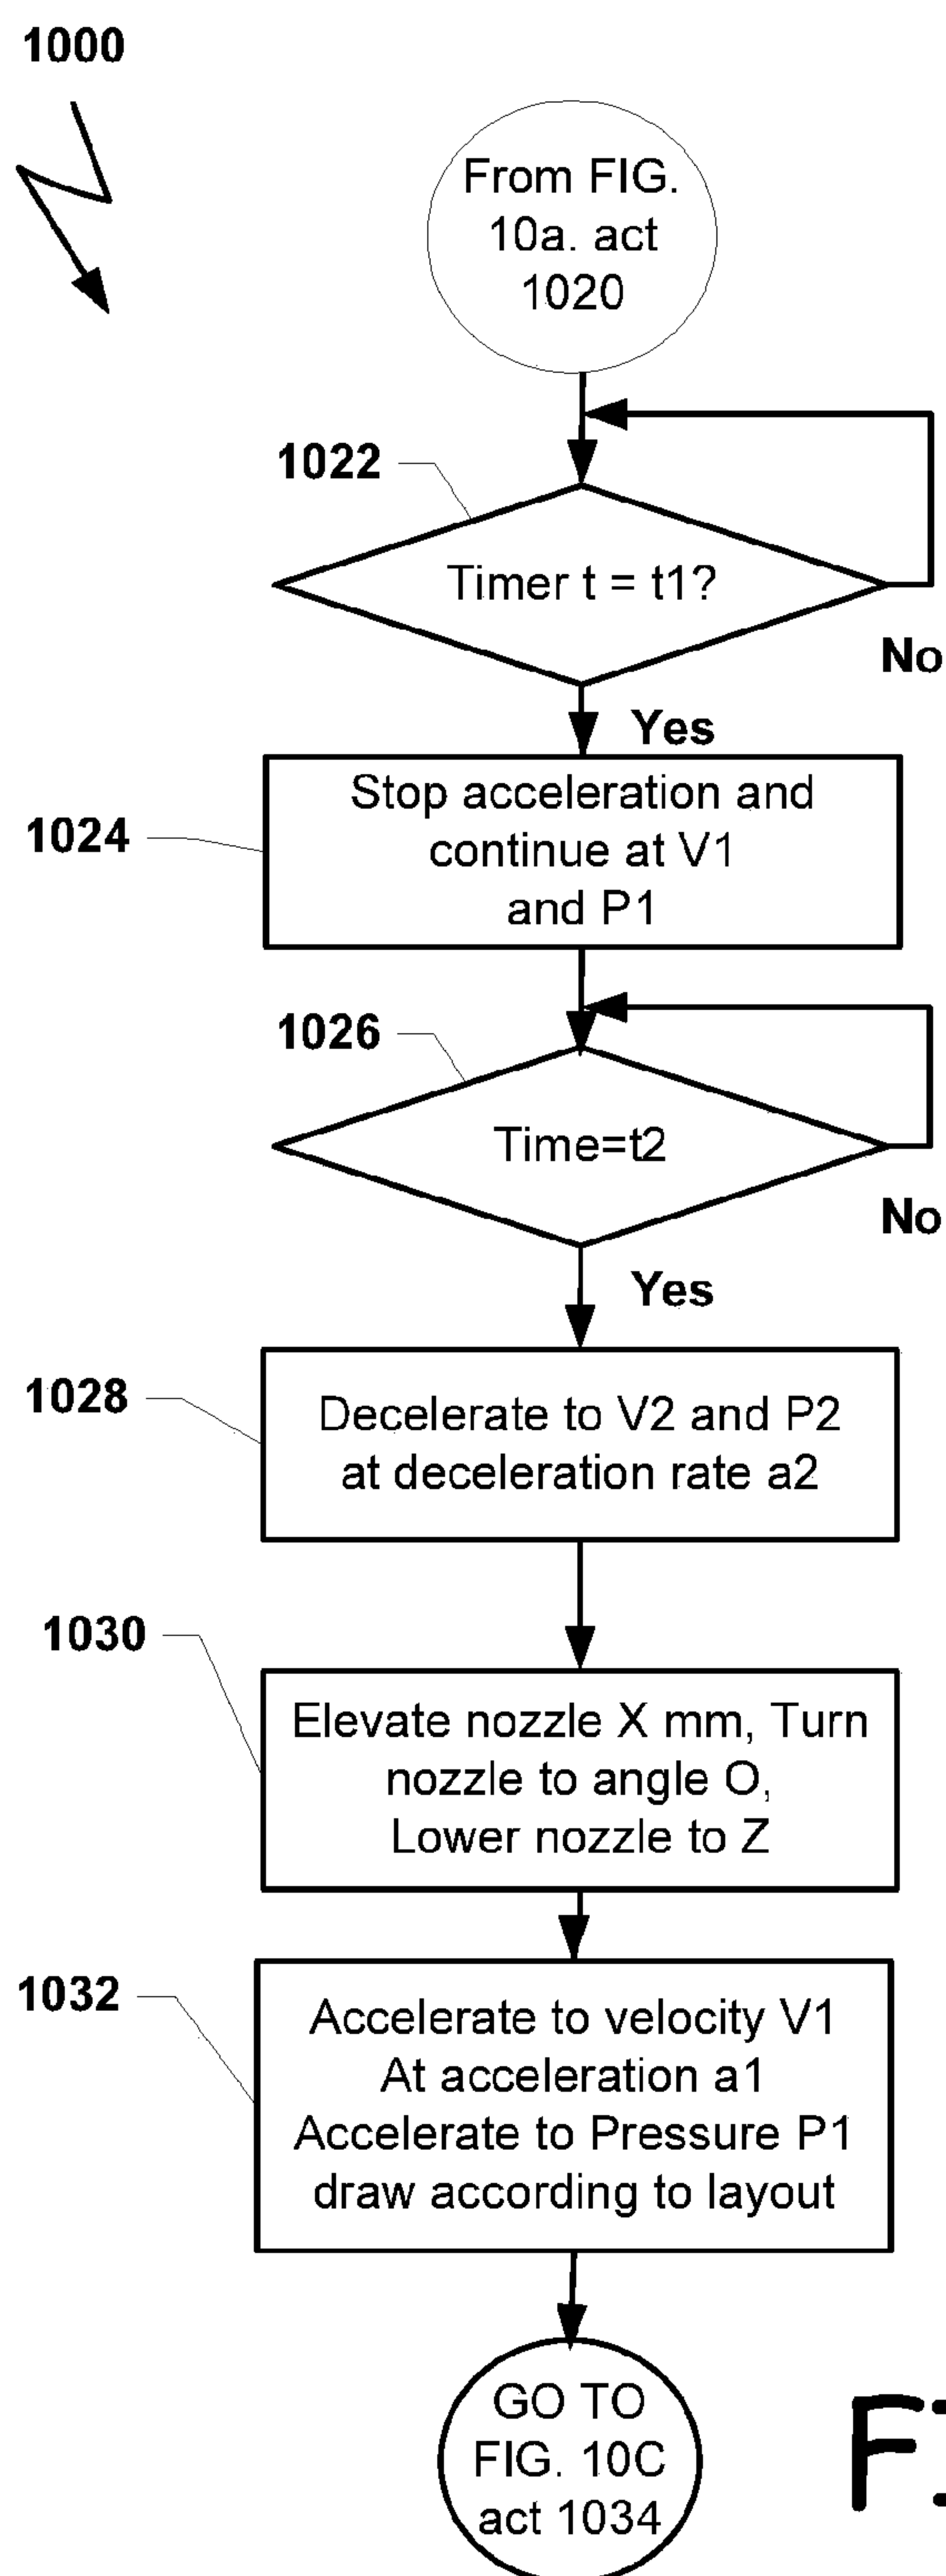 1000
From FIG.
10a. act
1020
1022
Timer t = t1?
No
Yes
1024
Stop acceleration and
continue at V1
and P1
1026
Time=t2
No
Yes
1028
Decelerate to V2 and P2
at deceleration rate a2
1030
Elevate nozzle X mm, Turn
nozzle to angle O,
Lower nozzle to Z
1032
Accelerate to velocity V1
At acceleration a1
Accelerate to Pressure P1
draw according to layout
GO TO
FIG. 10C
act 1034